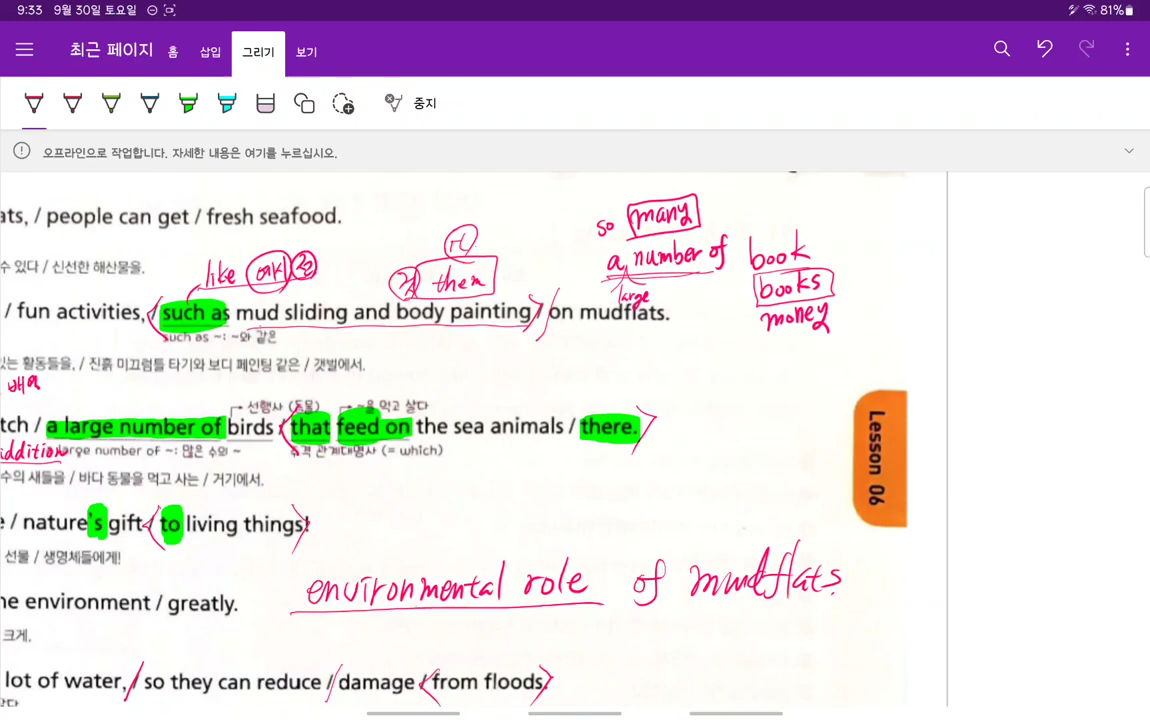 9:33 9월 30일 토요일 81%
최근 페이지 홈 삽입 그리기 보기
중지
오프라인으로 작업합니다. 자세한 내용은 여기를 누르십시오.
ats, / people can get / fresh seafood.
so many
a number of book
large
books
money
수 있다 / 신선한 해산물을.
like
them
/ fun activities, such as mud sliding and body painting / on mudflats.
such as ~: ~와 같은
있는 활동들을, / 진흙 미끄럼틀 타기와 보디 페인팅 같은 / 갯벌에서.
선행사 (동물) ~을 먹고 살다
tch / a large number of birds that feed on the sea animals / there.
addition
large number of ~: 많은 수의 ~ 주격 관계대명사 (= which)
수의 새들을 / 바다 동물을 먹고 사는 / 거기에서.
e / nature's gift to living things!
선물 / 생명체들에게!
environmental role of mudflats
he environment / greatly.
크게.
lot of water, / so they can reduce / damage / from floods.
Lesson 06